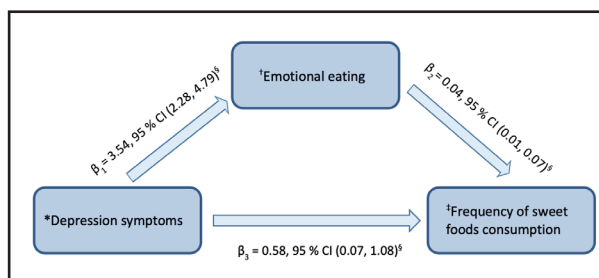 †Emotional eating
β₁= 3.54, 95 % CI (2.28, 4.79)§
β₂= 0.04, 95 % CI (0.01, 0.07)§
*Depression symptoms
‡Frequency of sweet
foods consumption
β₃ = 0.58, 95 % CI (0.07, 1.08)§